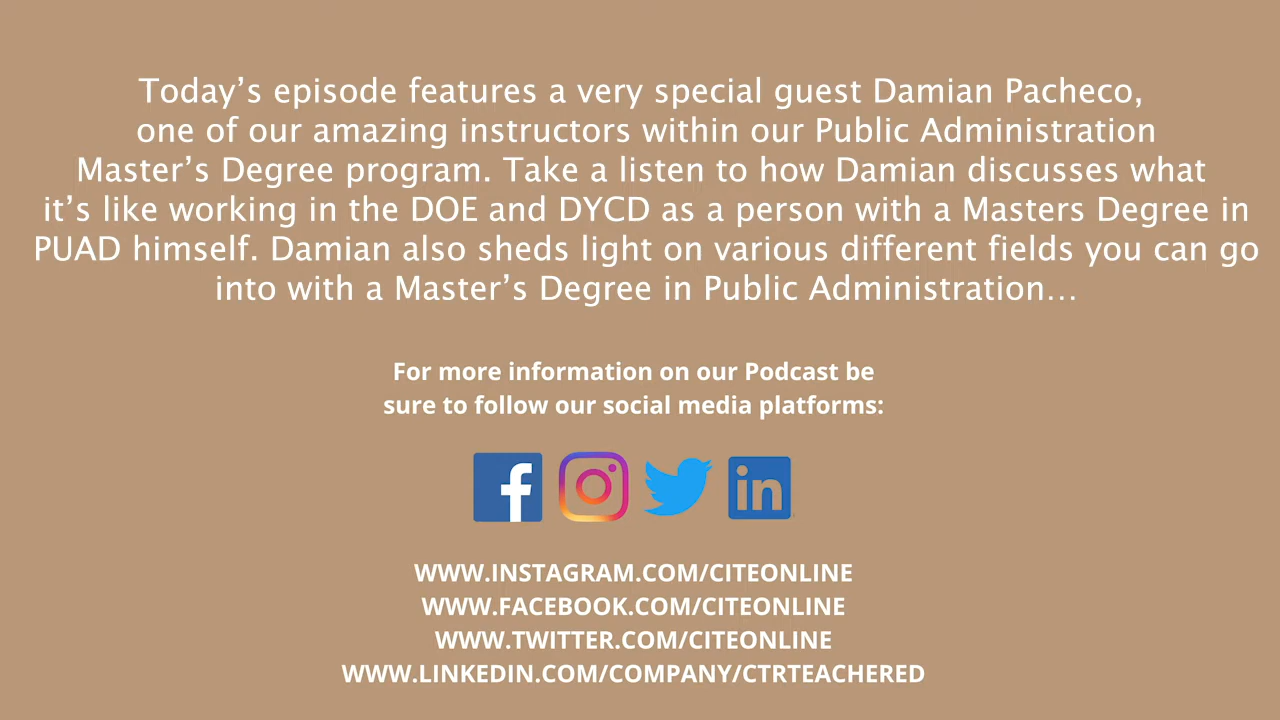 Today’s episode features a very special guest Damian Pacheco,
one of our amazing instructors within our Public Administration
Master’s Degree program. Take a listen to how Damian discusses what
it’s like working in the DOE and DYCD as a person with a Masters Degree in
PUAD himself. Damian also sheds light on various different fields you can go
into with a Master’s Degree in Public Administration…
For more information on our Podcast be
sure to follow our social media platforms:
f
in
WWW.INSTAGRAM.COM/CITEONLINE
WWW.FACEBOOK.COM/CITEONLINE
WWW.TWITTER.COM/CITEONLINE
WWW.LINKEDIN.COM/COMPANY/CTRTEACHERED